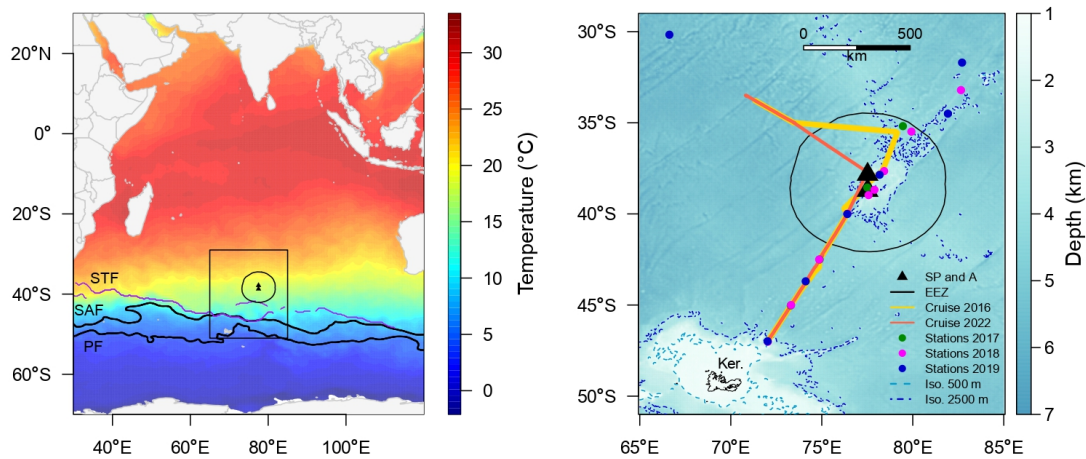 20°N
0°
20°S
40°S
60°S
40°E
60°E
80°E
100°E
STF
SAF
PF
30
25
20
15
10
5
0
Temperature (°C)
30°S
35°S
40°S
45°S
50°S
65°E
70°E
75°E
80°E
85°E
0
500
km
Ker.
SP and A
EEZ
Cruise 2016
Cruise 2022
Stations 2017
Stations 2018
Stations 2019
Iso. 500 m
Iso. 2500 m
1
2
3
4
5
6
7
Depth (km)